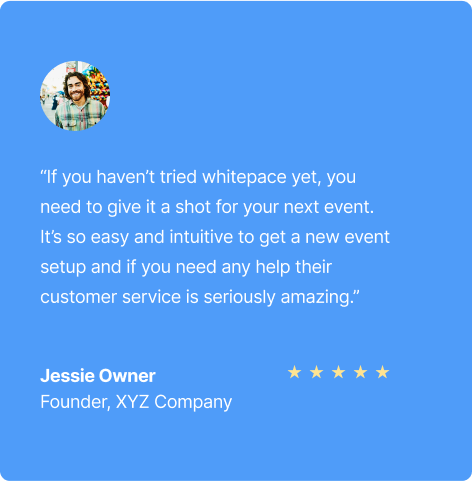 “If you haven’t tried whitepace yet, you
need to give it a shot for your next event.
It’s so easy and intuitive to get a new event
setup and if you need any help their
customer service is seriously amazing.”
Jessie Owner
Founder, XYZ Company